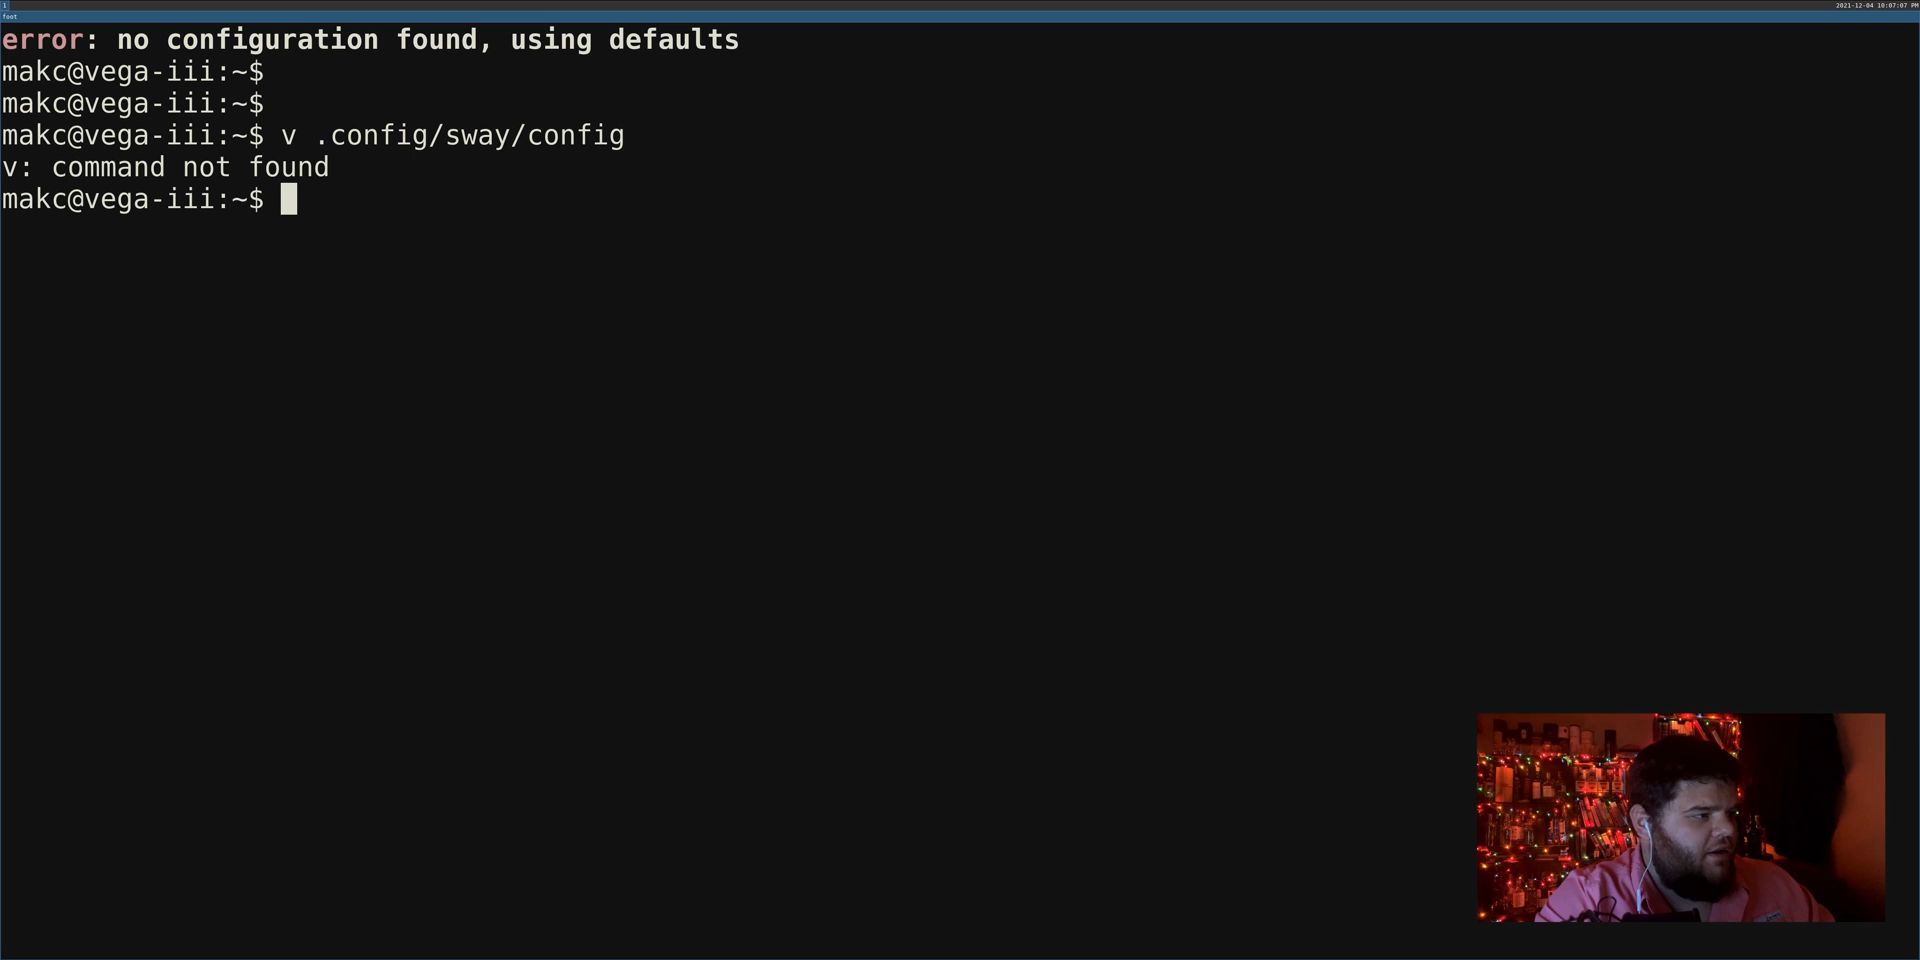 1
2021-12-04 10:07:07 PM
foot
error: no configuration found, using defaults
makc@vega-iii:~$
makc@vega-iii:~$
makc@vega-iii:~$ v .config/sway/config
v: command not found
makc@vega-iii:~$